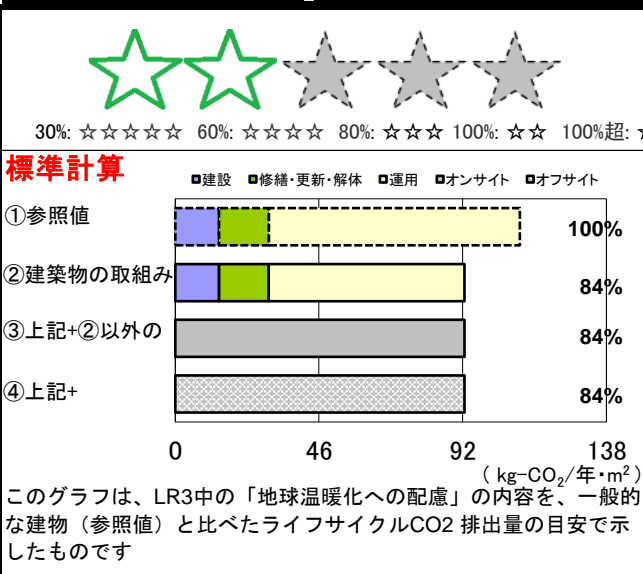 30%: ☆☆☆☆☆ 60%: ☆☆☆☆ 80%: ☆☆☆ 100%: ☆☆ 100%超:
標準計算
建設 修繕・更新・解体 運用 オンサイト オフサイト
①参照値 100%
②建築物の取組み 84%
③上記+②以外の 84%
④上記+ 84%
0 46 92 138
( kg-CO₂/年・m²)
このグラフは、LR3中の「地球温暖化への配慮」の内容を、一般的
な建物（参照値）と比べたライフサイクルCO2 排出量の目安で示
したものです